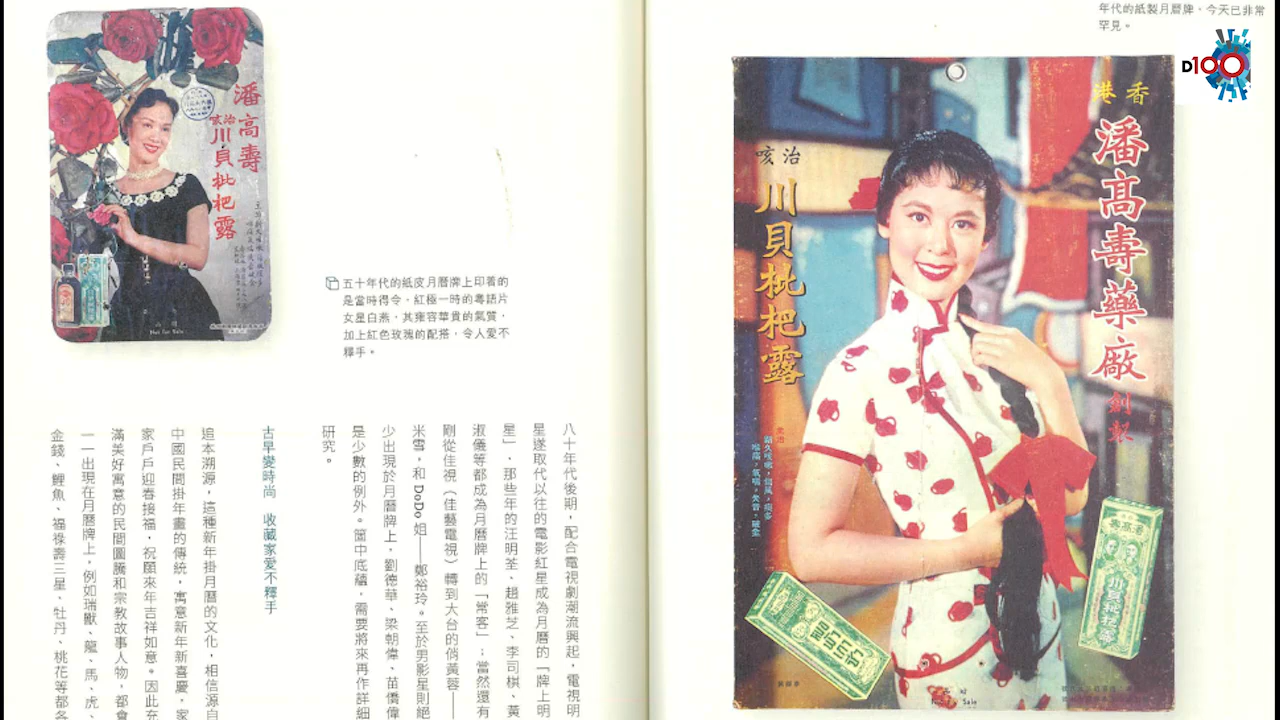 年代的紙製月曆牌，今天已非常
罕見。
D100
潘高壽
治咳
川貝枇杷露
Not for Sale
五十年代的紙皮月曆牌上印着的
是當時得令，紅極一時的粵語片
女星白燕，其雍容華貴的氣質，
加上紅色玫瑰的配搭，令人愛不
釋手。
香港
潘高壽藥廠
創製
治咳
川貝枇杷露
主治
潘高壽
川貝枇杷露
八十年代後期，配合電視劇潮流興起，電視明
星遂取代以往的電影紅星成為月曆的「牌上明
星」，那些年的汪明荃、趙雅芝、李司棋、黃
淑儀等都成為月曆牌上的「常客」；當然還有
剛從佳視（佳藝電視）轉到大台的俏黃蓉——
米雪，和 DoDo 姐——鄭裕玲。至於男影星則絕
少出現於月曆牌上，劉德華、梁朝偉、苗僑偉
是少數的例外。箇中底蘊，需要將來再作詳細
研究。
古早變時尚　收藏家愛不釋手
追本溯源，這種新年掛月曆的文化，相信源自
中國民間掛年畫的傳統，寓意新年新喜慶，家
家戶戶迎春接福，祝願來年吉祥如意。因此充
滿美好寓意的民間圖騰和宗教故事人物，都會
一一出現在月曆牌上，例如瑞獸、龍、馬、虎、
金錢、鯉魚、福祿壽三星、牡丹、桃花等都各